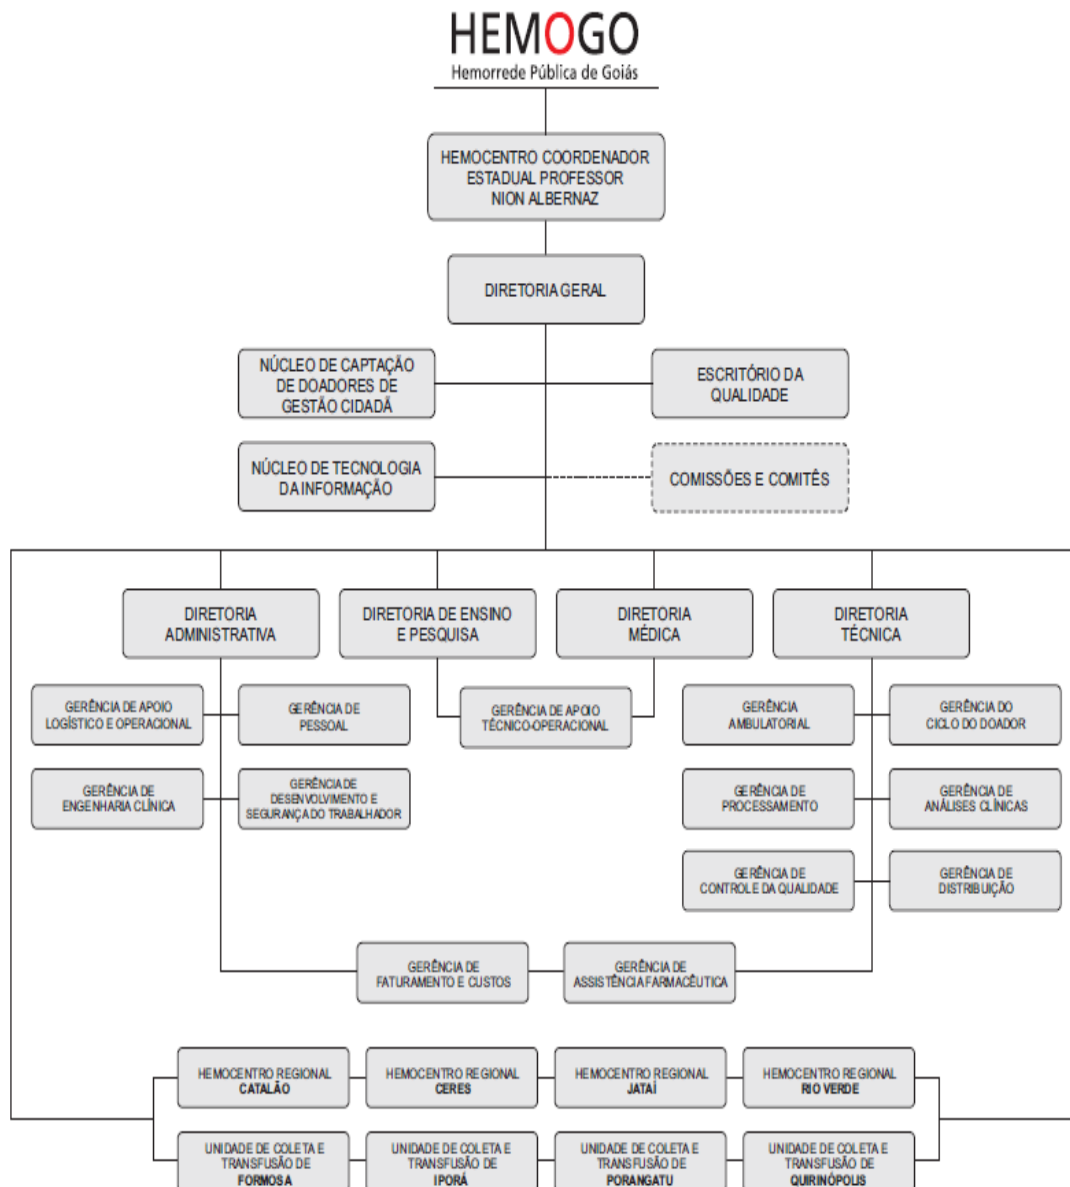 HEMOGO
Hemorrede Pública de Goiás
HEMOCENTRO COORDENADOR
ESTADUAL PROFESSOR
NION ALBERNAZ
DIRETORIA GERAL
NÚCLEO DE CAPTAÇÃO
DE DOADORES DE
GESTÃO CIDADÃ
ESCRITÓRIO DA
QUALIDADE
NÚCLEO DE TECNOLOGIA
DA INFORMAÇÃO
COMISSÕES E COMITÊS
DIRETORIA
ADMINISTRATIVA
DIRETORIA DE ENSINO
E PESQUISA
DIRETORIA
MÉDICA
DIRETORIA
TÉCNICA
GERÊNCIA DE APOIO
LOGÍSTICO E OPERACIONAL
GERÊNCIA DE
PESSOAL
GERÊNCIA DE APOIO
TÉCNICO-OPERACIONAL
GERÊNCIA
AMBULATORIAL
GERÊNCIA DO
CICLO DO DOADOR
GERÊNCIA DE
ENGENHARIA CLÍNICA
GERÊNCIA DE
DESENVOLVIMENTO E
SEGURANÇA DO TRABALHADOR
GERÊNCIA DE
PROCESSAMENTO
GERÊNCIA DE
ANÁLISES CLÍNICAS
GERÊNCIA DE
CONTROLE DA QUALIDADE
GERÊNCIA DE
DISTRIBUIÇÃO
GERÊNCIA DE
FATURAMENTO E CUSTOS
GERÊNCIA DE
ASSISTÊNCIA FARMACÊUTICA
HEMOCENTRO REGIONAL
CATALÃO
HEMOCENTRO REGIONAL
CERES
HEMOCENTRO REGIONAL
JATAÍ
HEMOCENTRO REGIONAL
RIO VERDE
UNIDADE DE COLETA E
TRANSFUSÃO DE
FORMOSA
UNIDADE DE COLETA E
TRANSFUSÃO DE
IPORÁ
UNIDADE DE COLETA E
TRANSFUSÃO DE
PORANGATU
UNIDADE DE COLETA E
TRANSFUSÃO DE
QUIRINÓPOLIS